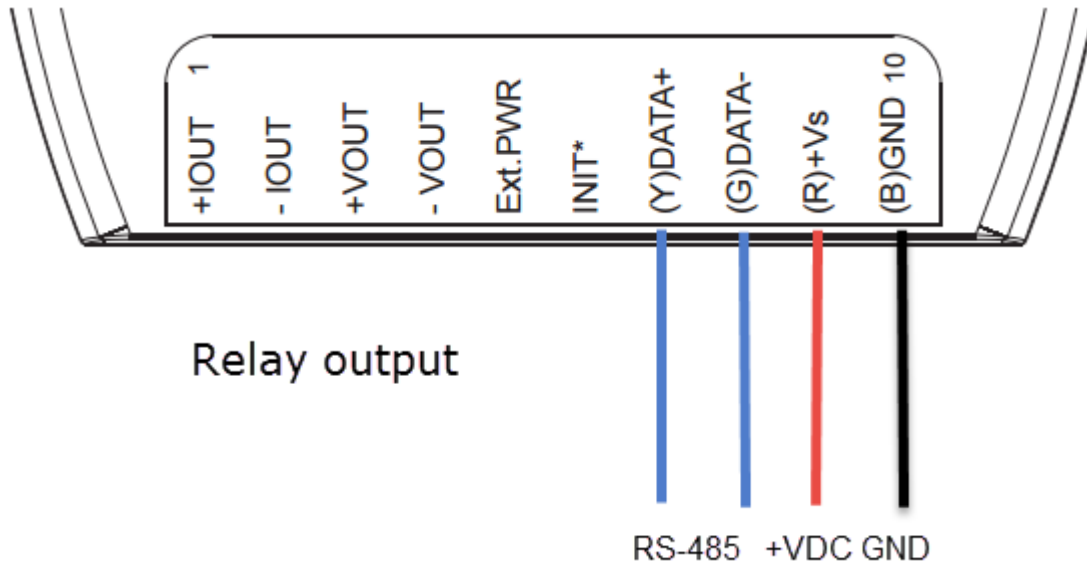 +IOUT 1
- IOUT
+VOUT
- VOUT
Ext.PWR
INIT*
(Y)DATA+
(G)DATA-
(R)+Vs
(B)GND 10
Relay output
RS-485 +VDC GND